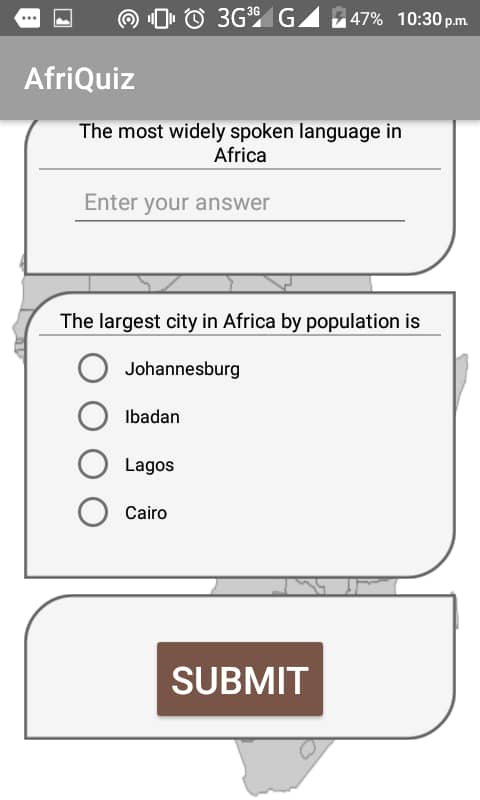 3G 3G G 47% 10:30 p.m.
AfriQuiz
The most widely spoken language in
Africa
Enter your answer
The largest city in Africa by population is
Johannesburg
Ibadan
Lagos
Cairo
SUBMIT